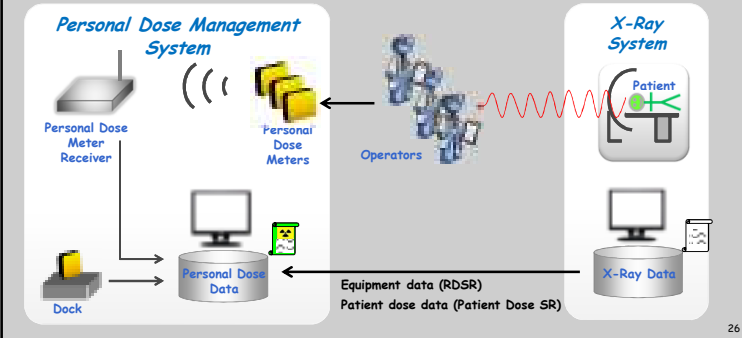 Personal Dose Management
System
X-Ray
System
Patient
Personal Dose
Meter
Receiver
Personal
Dose
Meters
Operators
Personal Dose
Data
X-Ray Data
Dock
Equipment data (RDSR)
Patient dose data (Patient Dose SR)
26